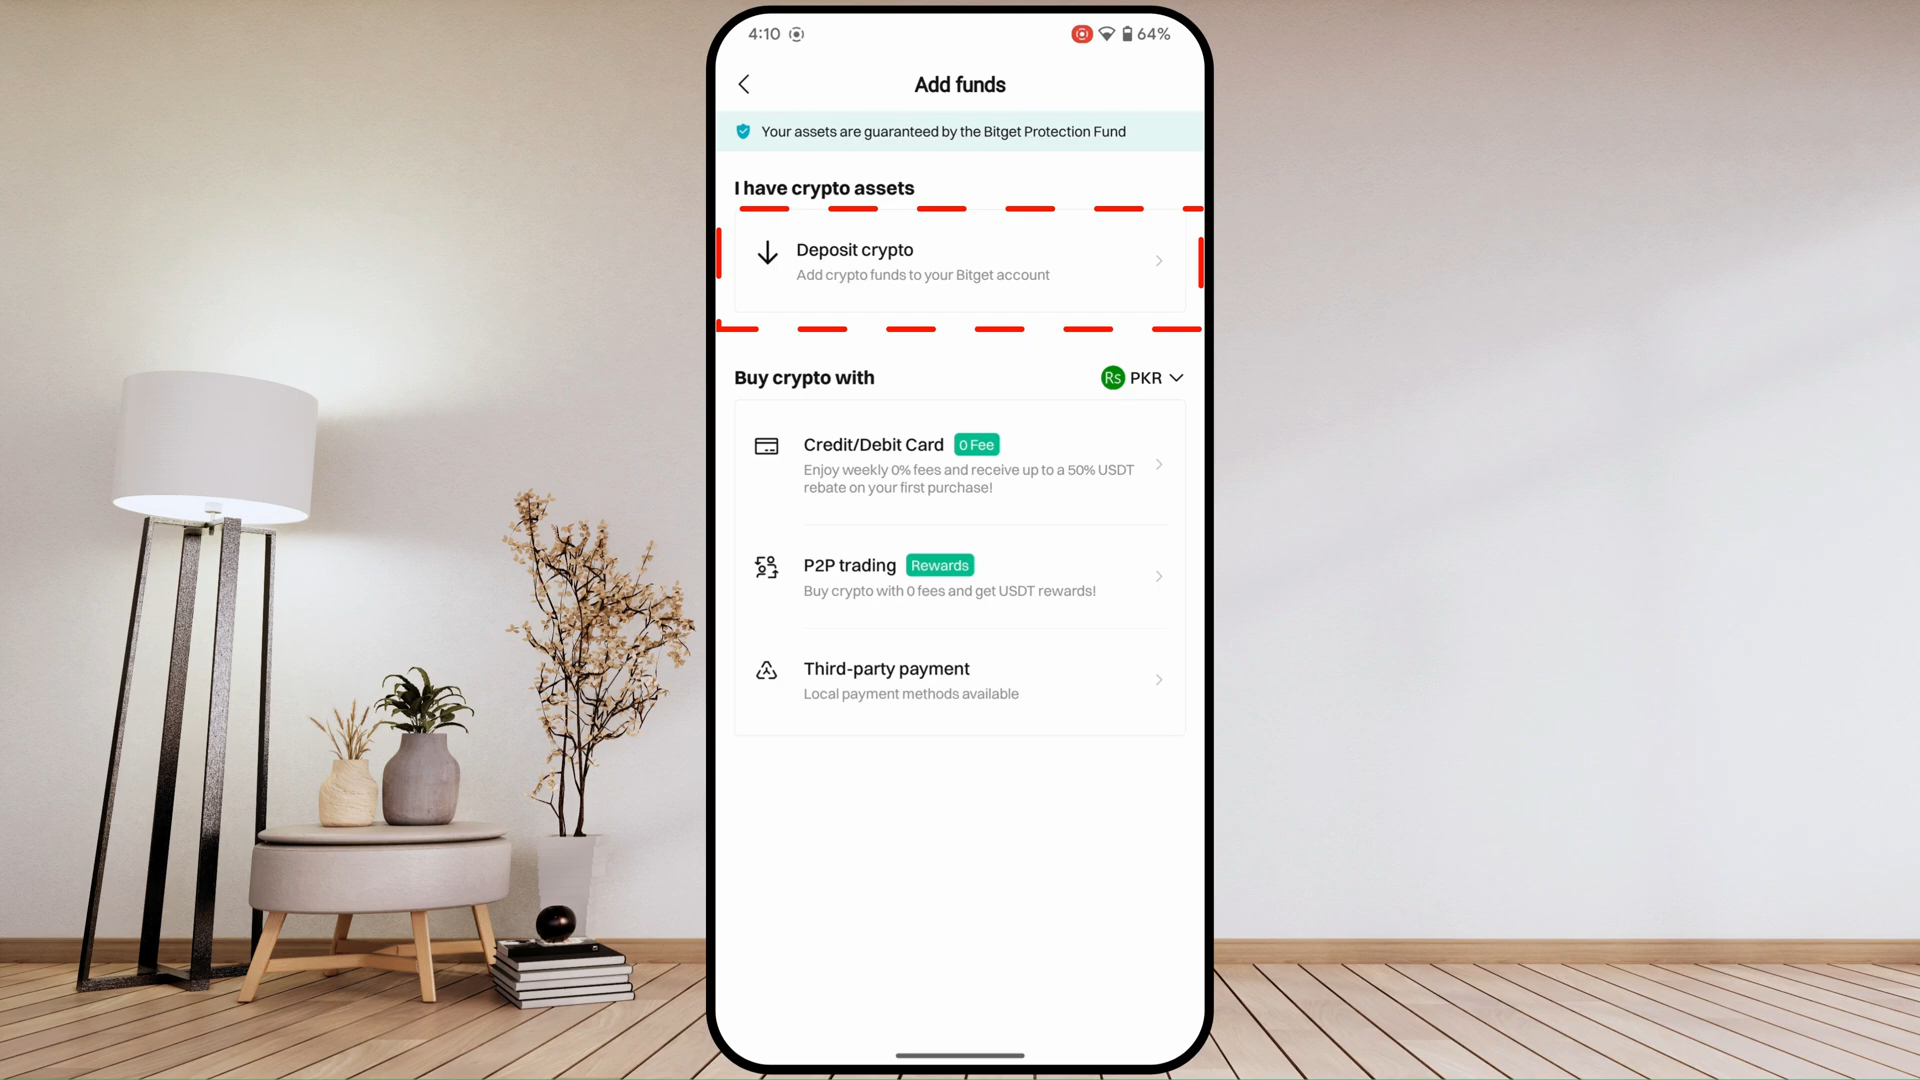 4:10
64%
Add funds
Your assets are guaranteed by the Bitget Protection Fund
I have crypto assets
Deposit crypto
Add crypto funds to your Bitget account
Buy crypto with
Rs PKR
Credit/Debit Card 0 Fee
Enjoy weekly 0% fees and receive up to a 50% USDT
rebate on your first purchase!
P2P trading Rewards
Buy crypto with 0 fees and get USDT rewards!
Third-party payment
Local payment methods available